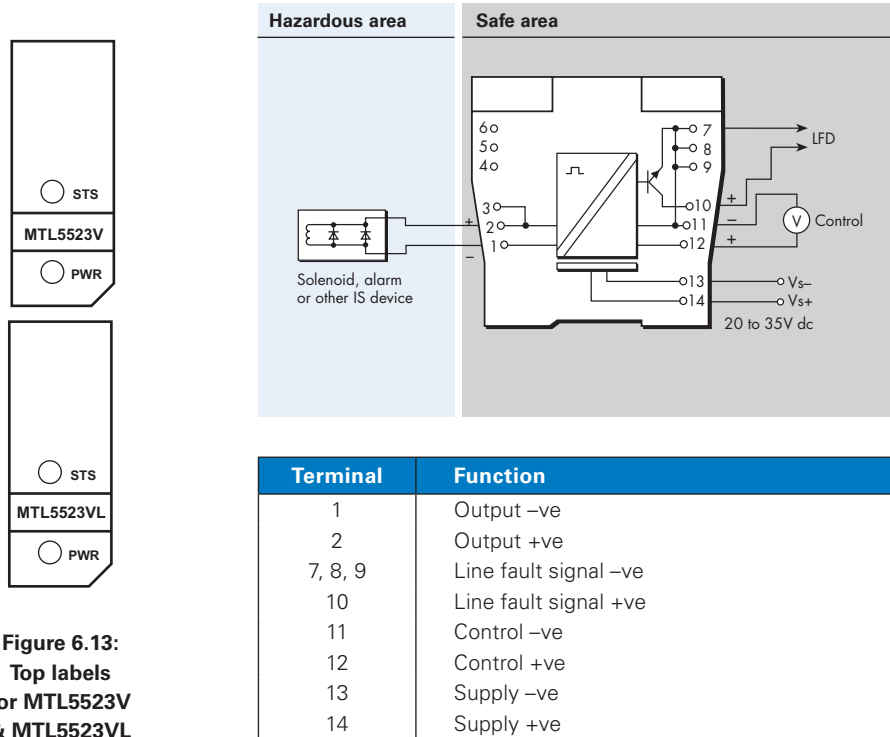 STS
MTL5523V
PWR
STS
MTL5523VL
PWR
Figure 6.13:
Top labels
or MTL5523V
& MTL5523VL
Hazardous area
Safe area
6
5
4
3
+ 2
1
–
7
8
9
10 +
11 –
12 +
13
14
LFD
V Control
Vs–
Vs+
20 to 35V dc
Solenoid, alarm
or other IS device
Terminal Function
1 Output –ve
2 Output +ve
7, 8, 9 Line fault signal –ve
10 Line fault signal +ve
11 Control –ve
12 Control +ve
13 Supply –ve
14 Supply +ve